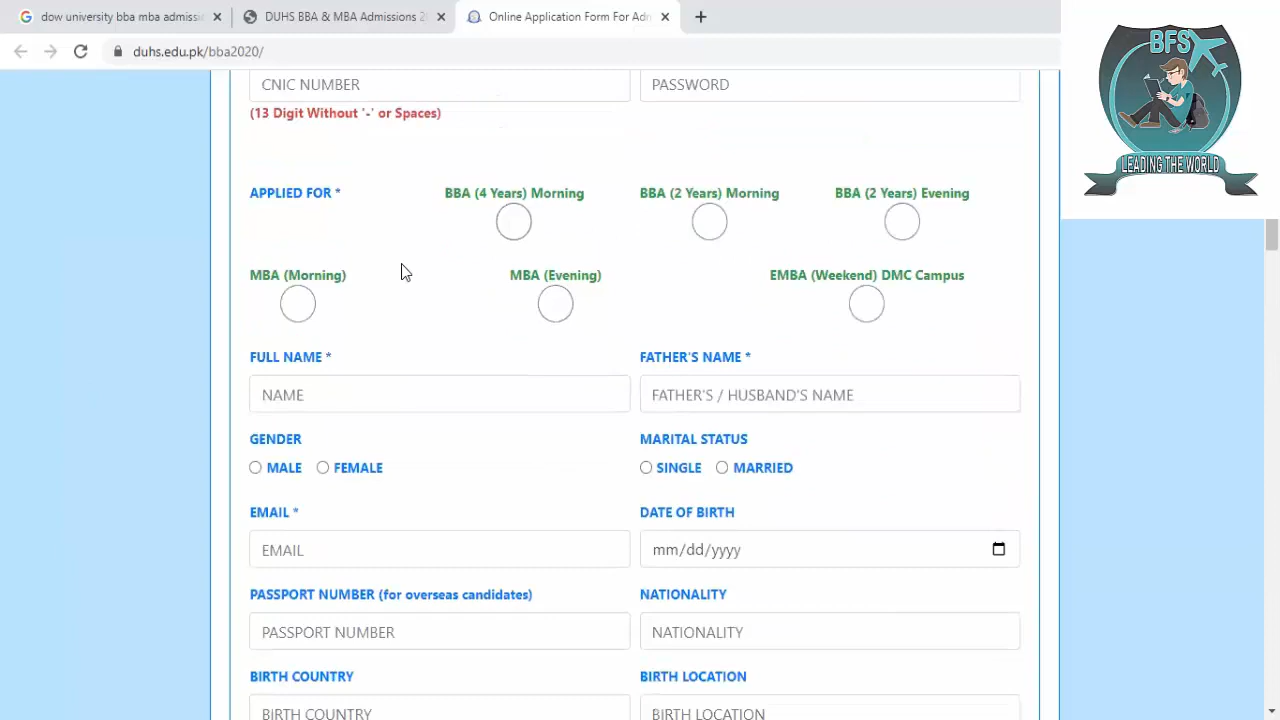 dow university bba mba admissi
DUHS BBA & MBA Admissions 2
Online Application Form For Adn
duhs.edu.pk/bba2020/
BFS
LEADING THE WORLD
CNIC NUMBER
PASSWORD
(13 Digit Without '-' or Spaces)
APPLIED FOR *
BBA (4 Years) Morning
BBA (2 Years) Morning
BBA (2 Years) Evening
MBA (Morning)
MBA (Evening)
EMBA (Weekend) DMC Campus
FULL NAME *
FATHER'S NAME *
NAME
FATHER'S / HUSBAND'S NAME
GENDER
MARITAL STATUS
MALE
FEMALE
SINGLE
MARRIED
EMAIL *
DATE OF BIRTH
EMAIL
mm/dd/yyyy
PASSPORT NUMBER (for overseas candidates)
NATIONALITY
PASSPORT NUMBER
NATIONALITY
BIRTH COUNTRY
BIRTH LOCATION
BIRTH COUNTRY
BIRTH LOCATION